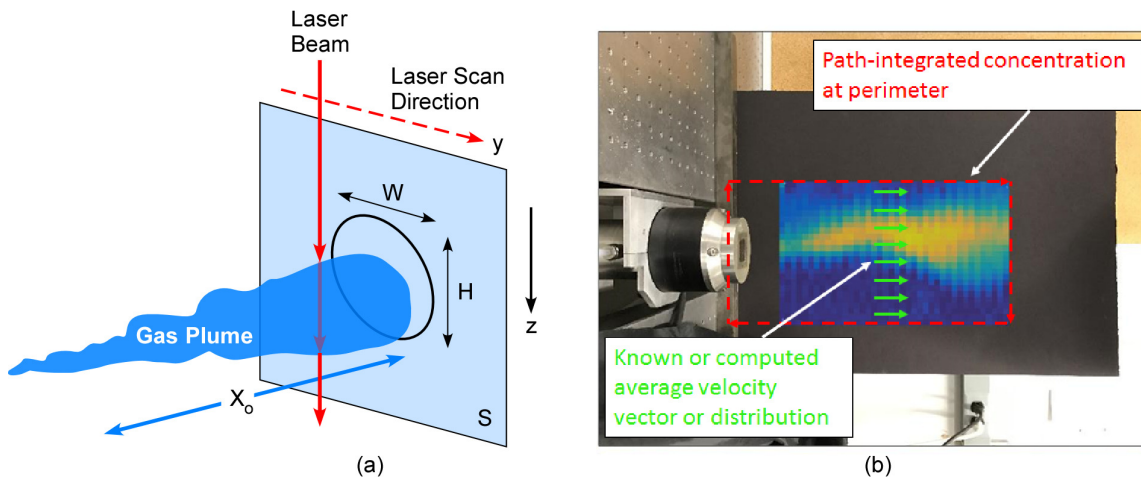 Laser
Beam
Laser Scan
Direction
y
W
H
z
Gas Plume
X₀
S
(a)
Path-integrated concentration
at perimeter
Known or computed
average velocity
vector or distribution
(b)